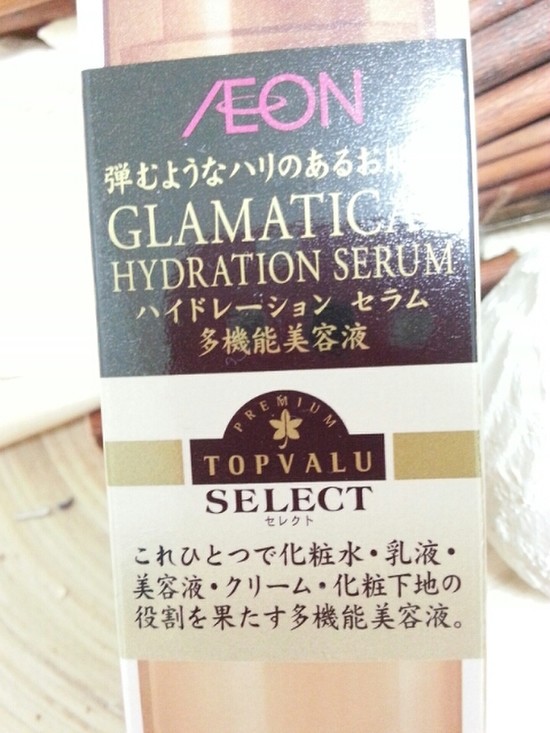 ÆON
弾むようなハリのあるお
GLAMATICA
HYDRATION SERUM
ハイドレーション セラム
多機能美容液
PREMIUM
TOPVALU
SELECT
セレクト
これひとつで化粧水・乳液・
美容液・クリーム・化粧下地の
役割を果たす多機能美容液。